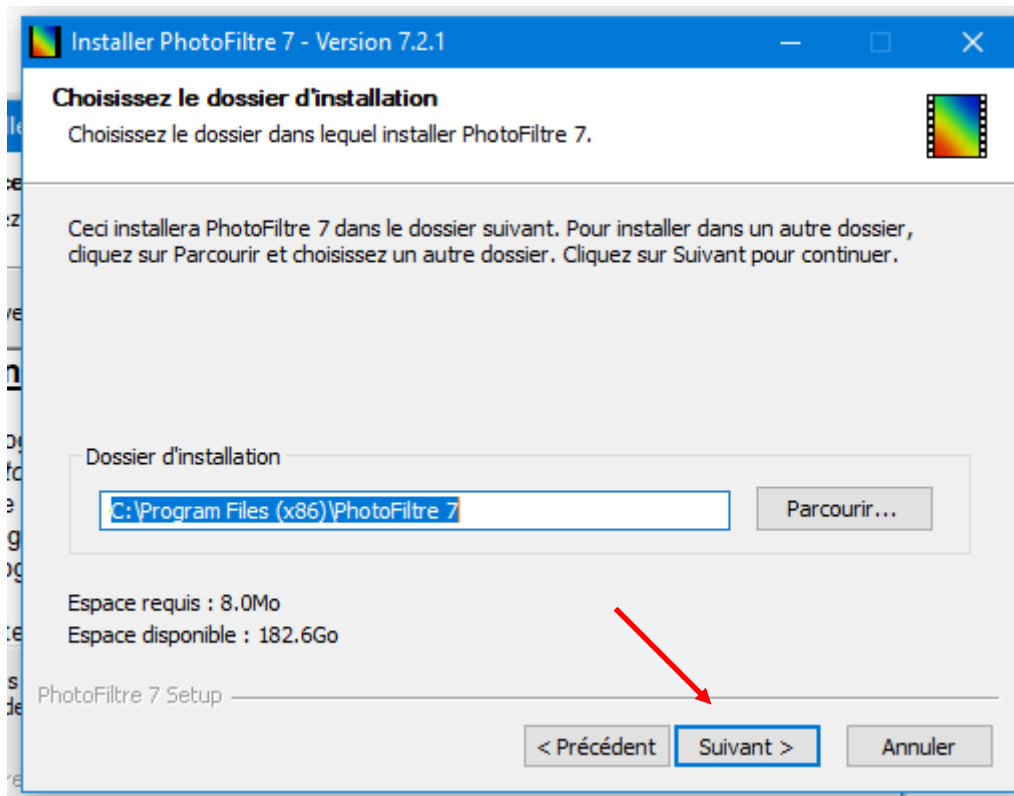 Installer PhotoFiltre 7 - Version 7.2.1
Choisissez le dossier d'installation
Choisissez le dossier dans lequel installer PhotoFiltre 7.
Ceci installera PhotoFiltre 7 dans le dossier suivant. Pour installer dans un autre dossier,
cliquez sur Parcourir et choisissez un autre dossier. Cliquez sur Suivant pour continuer.
Dossier d'installation
C:\Program Files (x86)\PhotoFiltre 7
Parcourir...
Espace requis : 8.0Mo
Espace disponible : 182.6Go
PhotoFiltre 7 Setup
< Précédent
Suivant >
Annuler